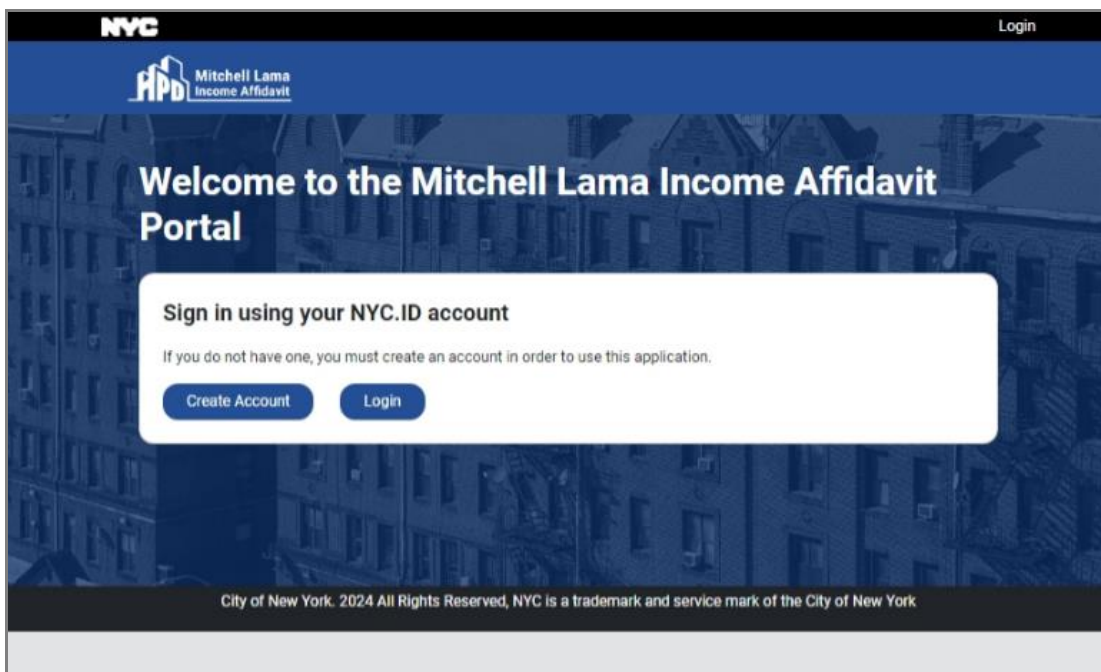 NYC
Login
HPD
Mitchell Lama
Income Affidavit
Welcome to the Mitchell Lama Income Affidavit
Portal
Sign in using your NYC.ID account
If you do not have one, you must create an account in order to use this application.
Create Account
Login
City of New York. 2024 All Rights Reserved, NYC is a trademark and service mark of the City of New York